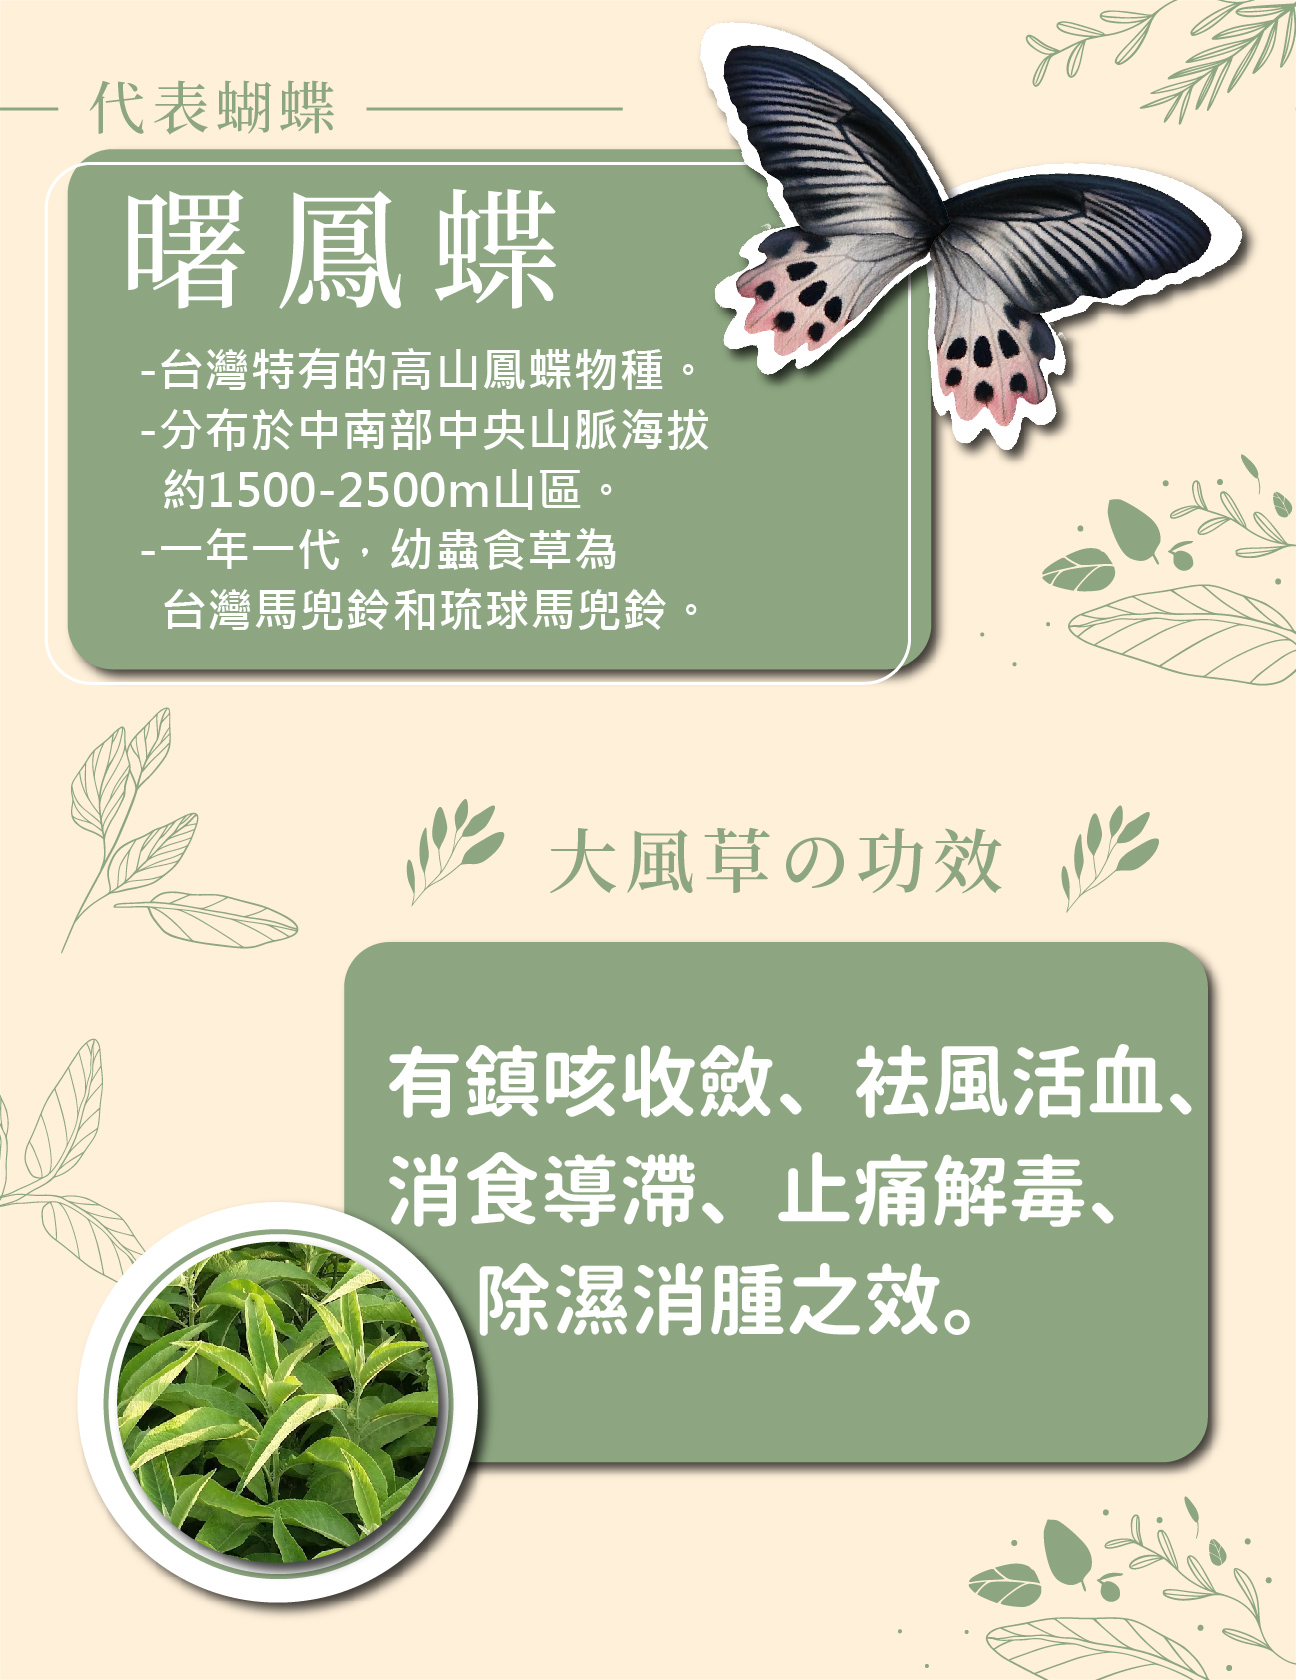 代表蝴蝶
曙鳳蝶
-台灣特有的高山鳳蝶物種。
-分布於中南部中央山脈海拔
約1500-2500m山區。
-一年一代，幼蟲食草為
台灣馬兜鈴和琉球馬兜鈴。
大風草の功效
有鎮咳收斂、祛風活血、
消食導滯、止痛解毒、
除濕消腫之效。